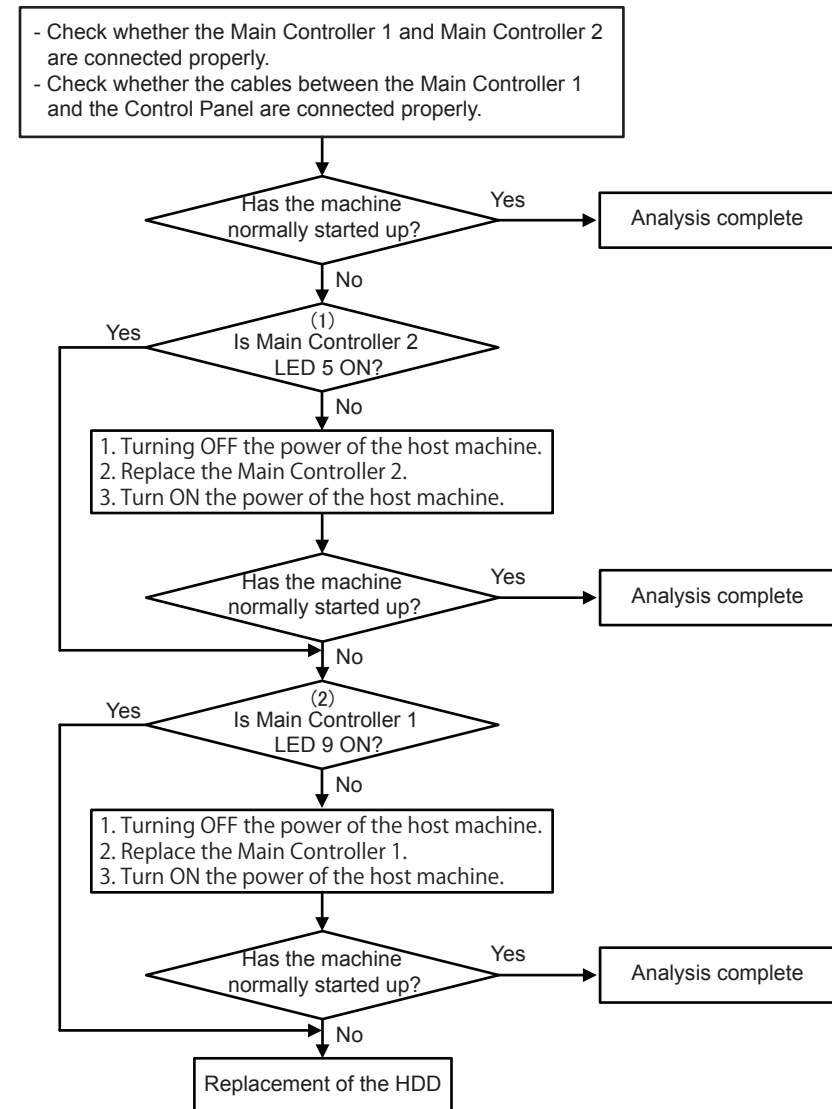 - Check whether the Main Controller 1 and Main Controller 2
are connected properly.
- Check whether the cables between the Main Controller 1
and the Control Panel are connected properly.
Has the machine
normally started up?
Yes
Analysis complete
No
(1)
Is Main Controller 2
LED 5 ON?
Yes
No
1. Turning OFF the power of the host machine.
2. Replace the Main Controller 2.
3. Turn ON the power of the host machine.
Has the machine
normally started up?
Yes
Analysis complete
No
(2)
Is Main Controller 1
LED 9 ON?
Yes
No
1. Turning OFF the power of the host machine.
2. Replace the Main Controller 1.
3. Turn ON the power of the host machine.
Has the machine
normally started up?
Yes
Analysis complete
No
Replacement of the HDD